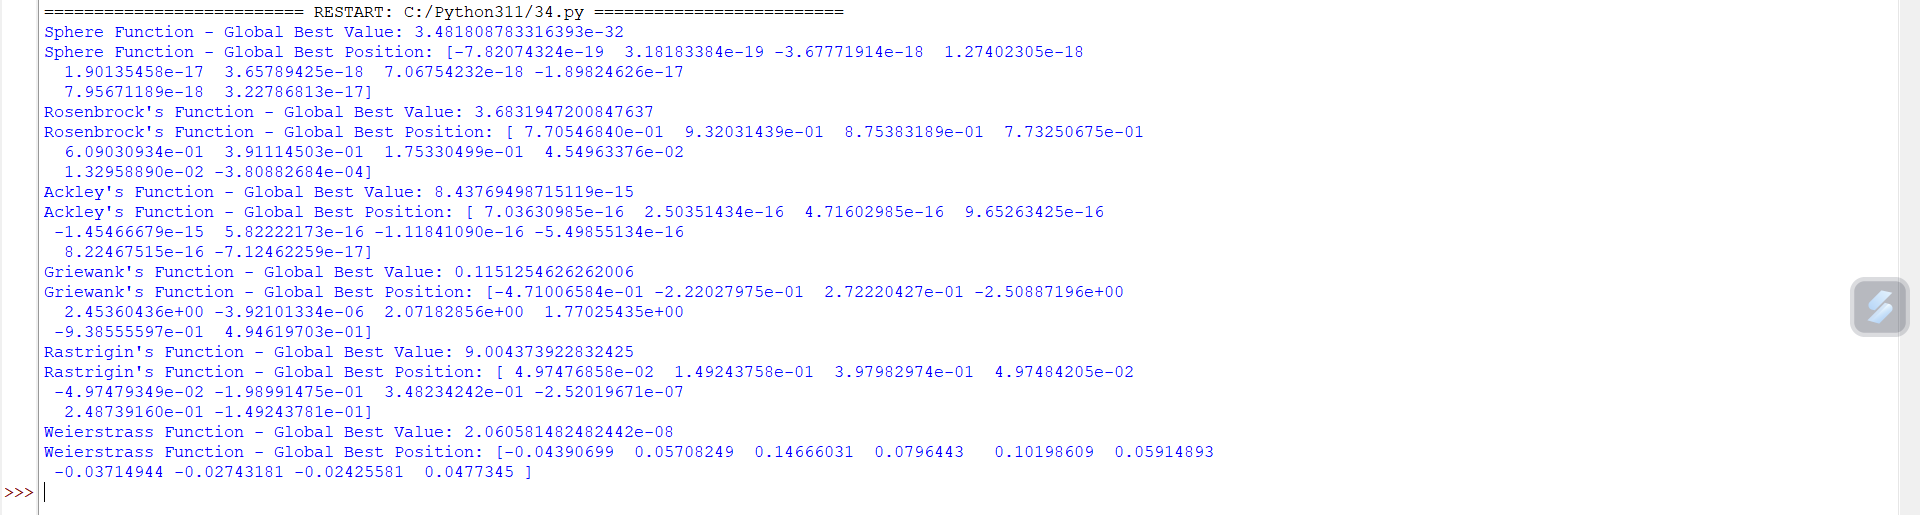 ========================== RESTART: C:/Python311/34.py =========================
Sphere Function - Global Best Value: 3.481808783316393e-32
Sphere Function - Global Best Position: [-7.82074324e-19  3.18183384e-19 -3.67771914e-18  1.27402305e-18
  1.90135458e-17  3.65789425e-18  7.06754232e-18 -1.89824626e-17
  7.95671189e-18  3.22786813e-17]
Rosenbrock's Function - Global Best Value: 3.6831947200847637
Rosenbrock's Function - Global Best Position: [ 7.70546840e-01  9.32031439e-01  8.75383189e-01  7.73250675e-01
  6.09030934e-01  3.91114503e-01  1.75330499e-01  4.54963376e-02
  1.32958890e-02 -3.80882684e-04]
Ackley's Function - Global Best Value: 8.43769498715119e-15
Ackley's Function - Global Best Position: [ 7.03630985e-16  2.50351434e-16  4.71602985e-16  9.65263425e-16
 -1.45466679e-15  5.82222173e-16 -1.11841090e-16 -5.49855134e-16
  8.22467515e-16 -7.12462259e-17]
Griewank's Function - Global Best Value: 0.1151254626262006
Griewank's Function - Global Best Position: [-4.71006584e-01 -2.22027975e-01  2.72220427e-01 -2.50887196e+00
  2.45360436e+00 -3.92101334e-06  2.07182856e+00  1.77025435e+00
 -9.38555597e-01  4.94619703e-01]
Rastrigin's Function - Global Best Value: 9.004373922832425
Rastrigin's Function - Global Best Position: [ 4.97476858e-02  1.49243758e-01  3.97982974e-01  4.97484205e-02
 -4.97479349e-02 -1.98991475e-01  3.48234242e-01 -2.52019671e-07
  2.48739160e-01 -1.49243781e-01]
Weierstrass Function - Global Best Value: 2.060581482482442e-08
Weierstrass Function - Global Best Position: [-0.04390699  0.05708249  0.14666031  0.0796443   0.10198609  0.05914893
 -0.03714944 -0.02743181 -0.02425581  0.0477345 ]
>>>